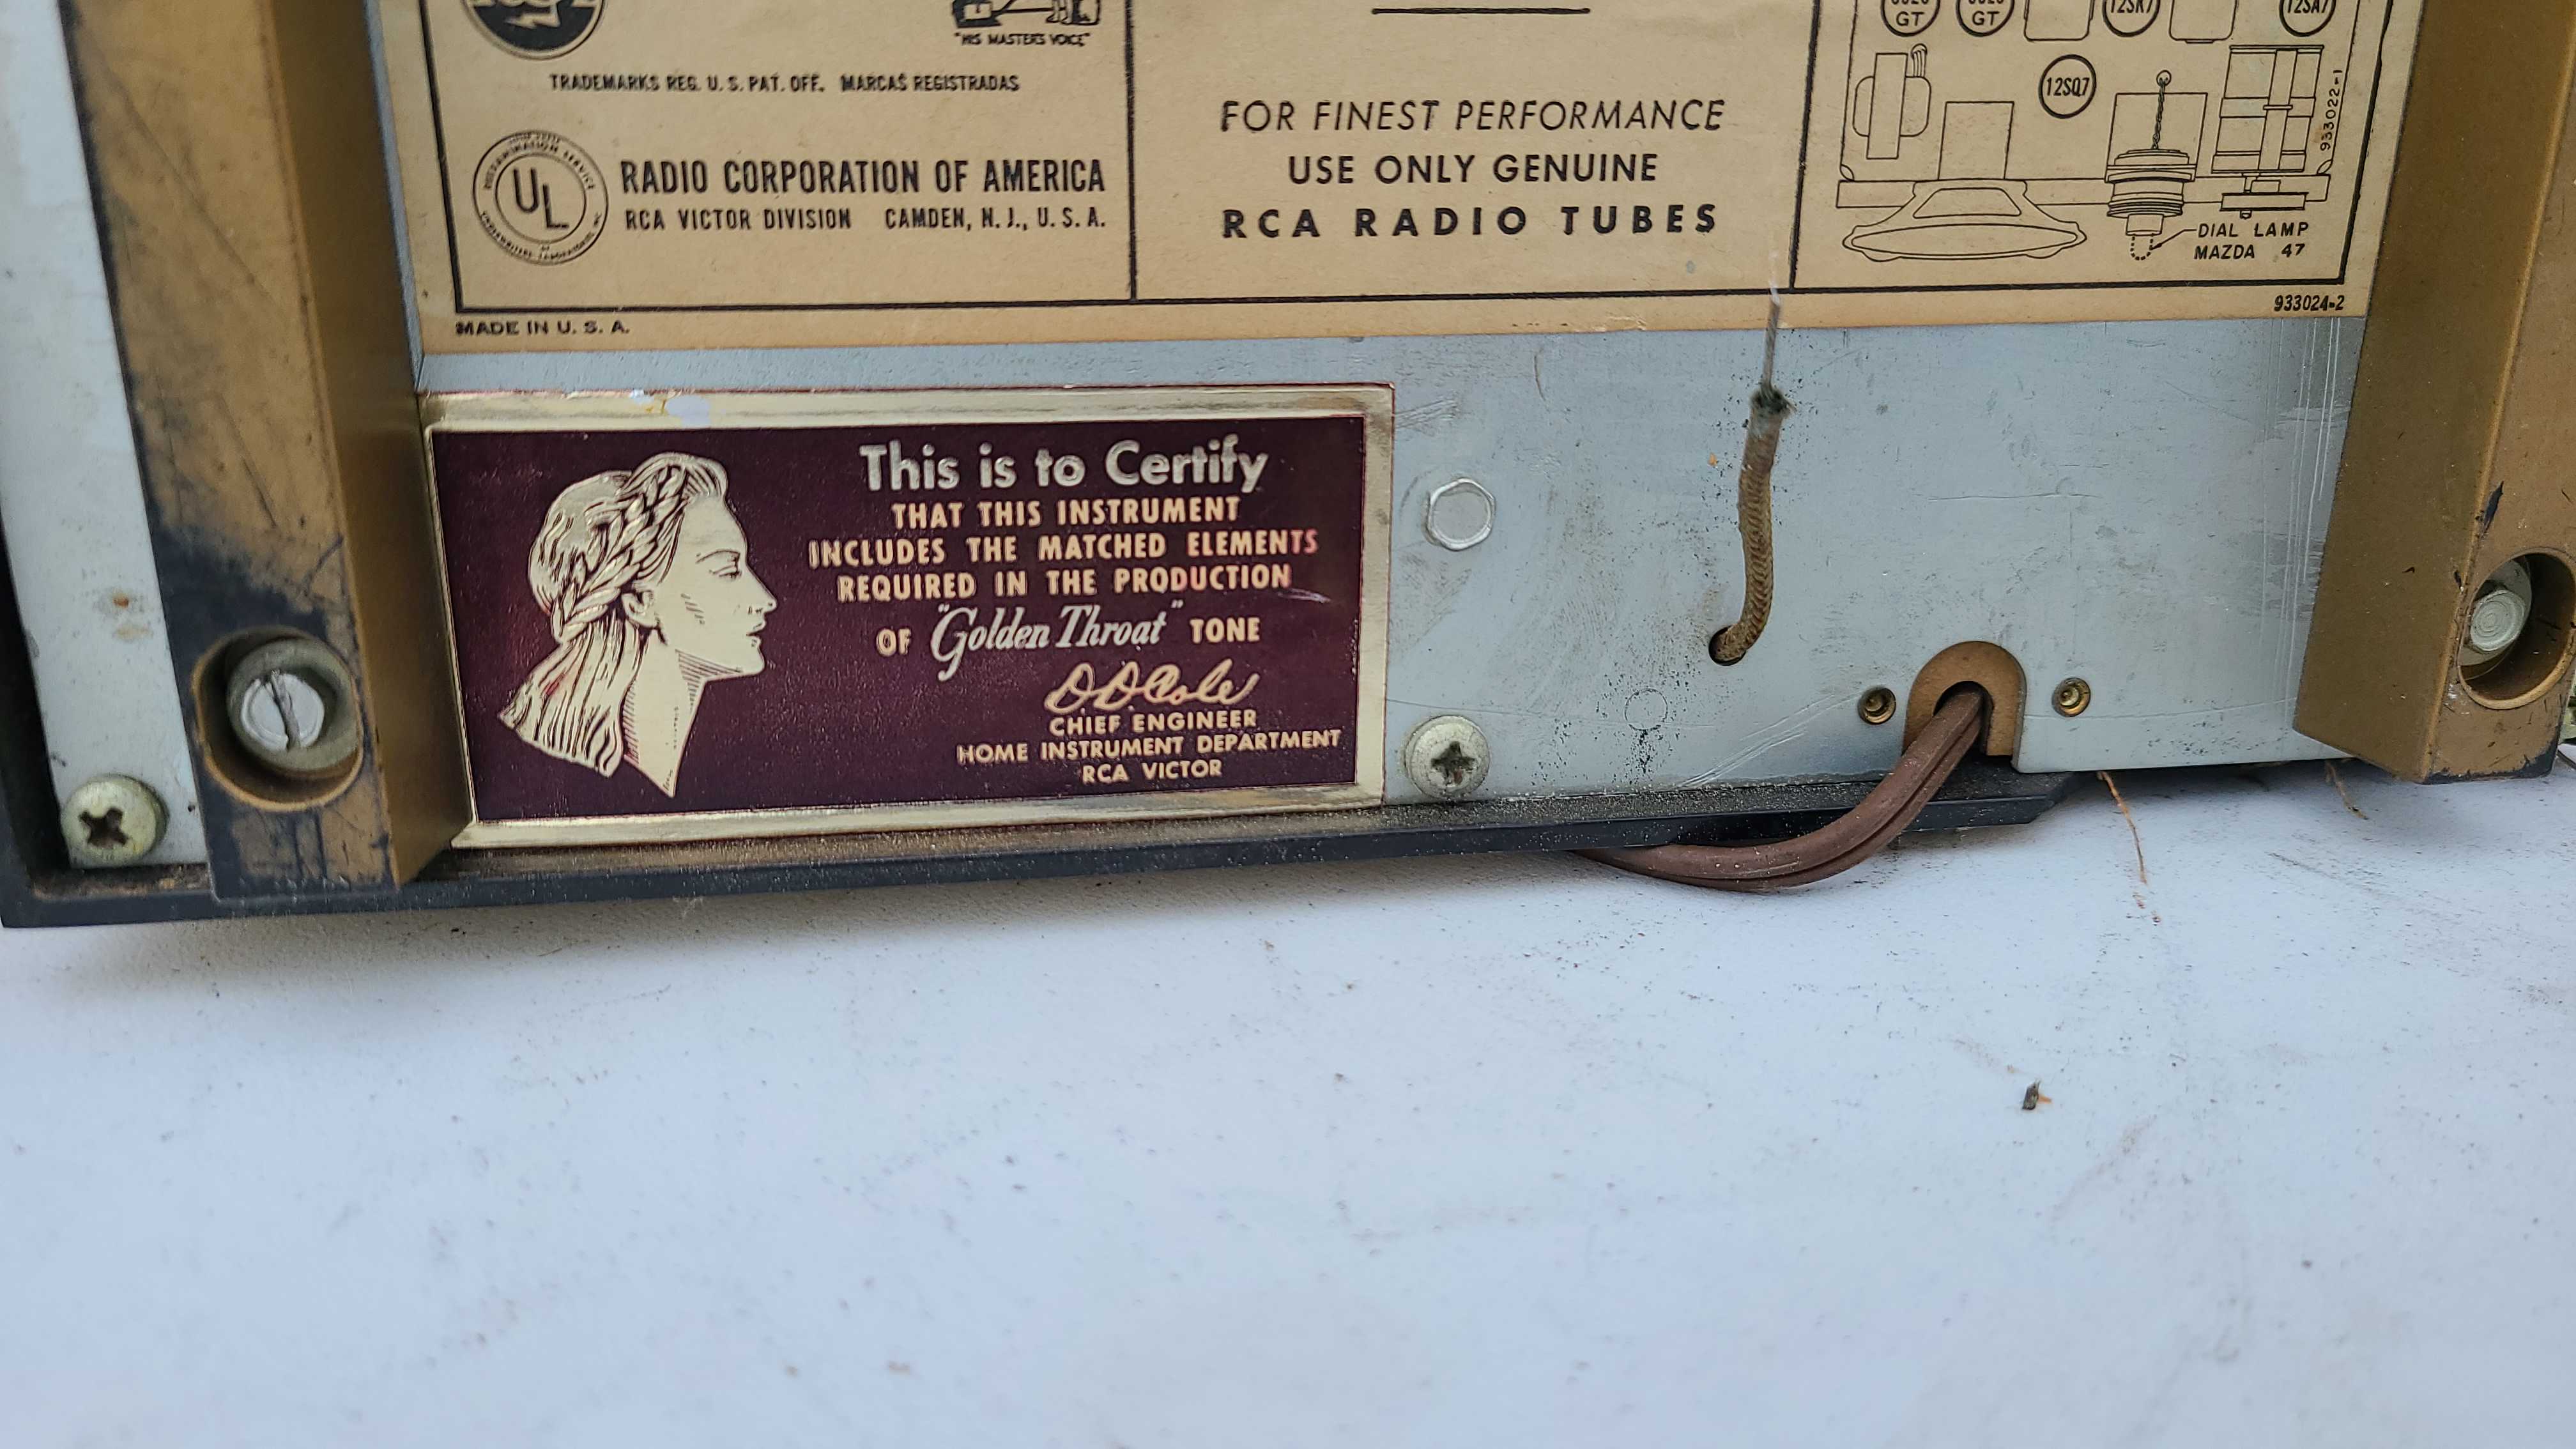 "HIS MASTER'S VOICE"
TRADEMARKS REG. U. S. PAT. OFF. MARCAS REGISTRADAS
UL
RADIO CORPORATION OF AMERICA
RCA VICTOR DIVISION CAMDEN, N. J., U. S. A.
MADE IN U. S. A.
FOR FINEST PERFORMANCE
USE ONLY GENUINE
RCA RADIO TUBES
GT
GT
12SK7
12SA7
12SQ7
933022-1
DIAL LAMP
MAZDA 47
933024-2
This is to Certify
THAT THIS INSTRUMENT
INCLUDES THE MATCHED ELEMENTS
REQUIRED IN THE PRODUCTION
OF "Golden Throat" TONE
DDCole
CHIEF ENGINEER
HOME INSTRUMENT DEPARTMENT
RCA VICTOR